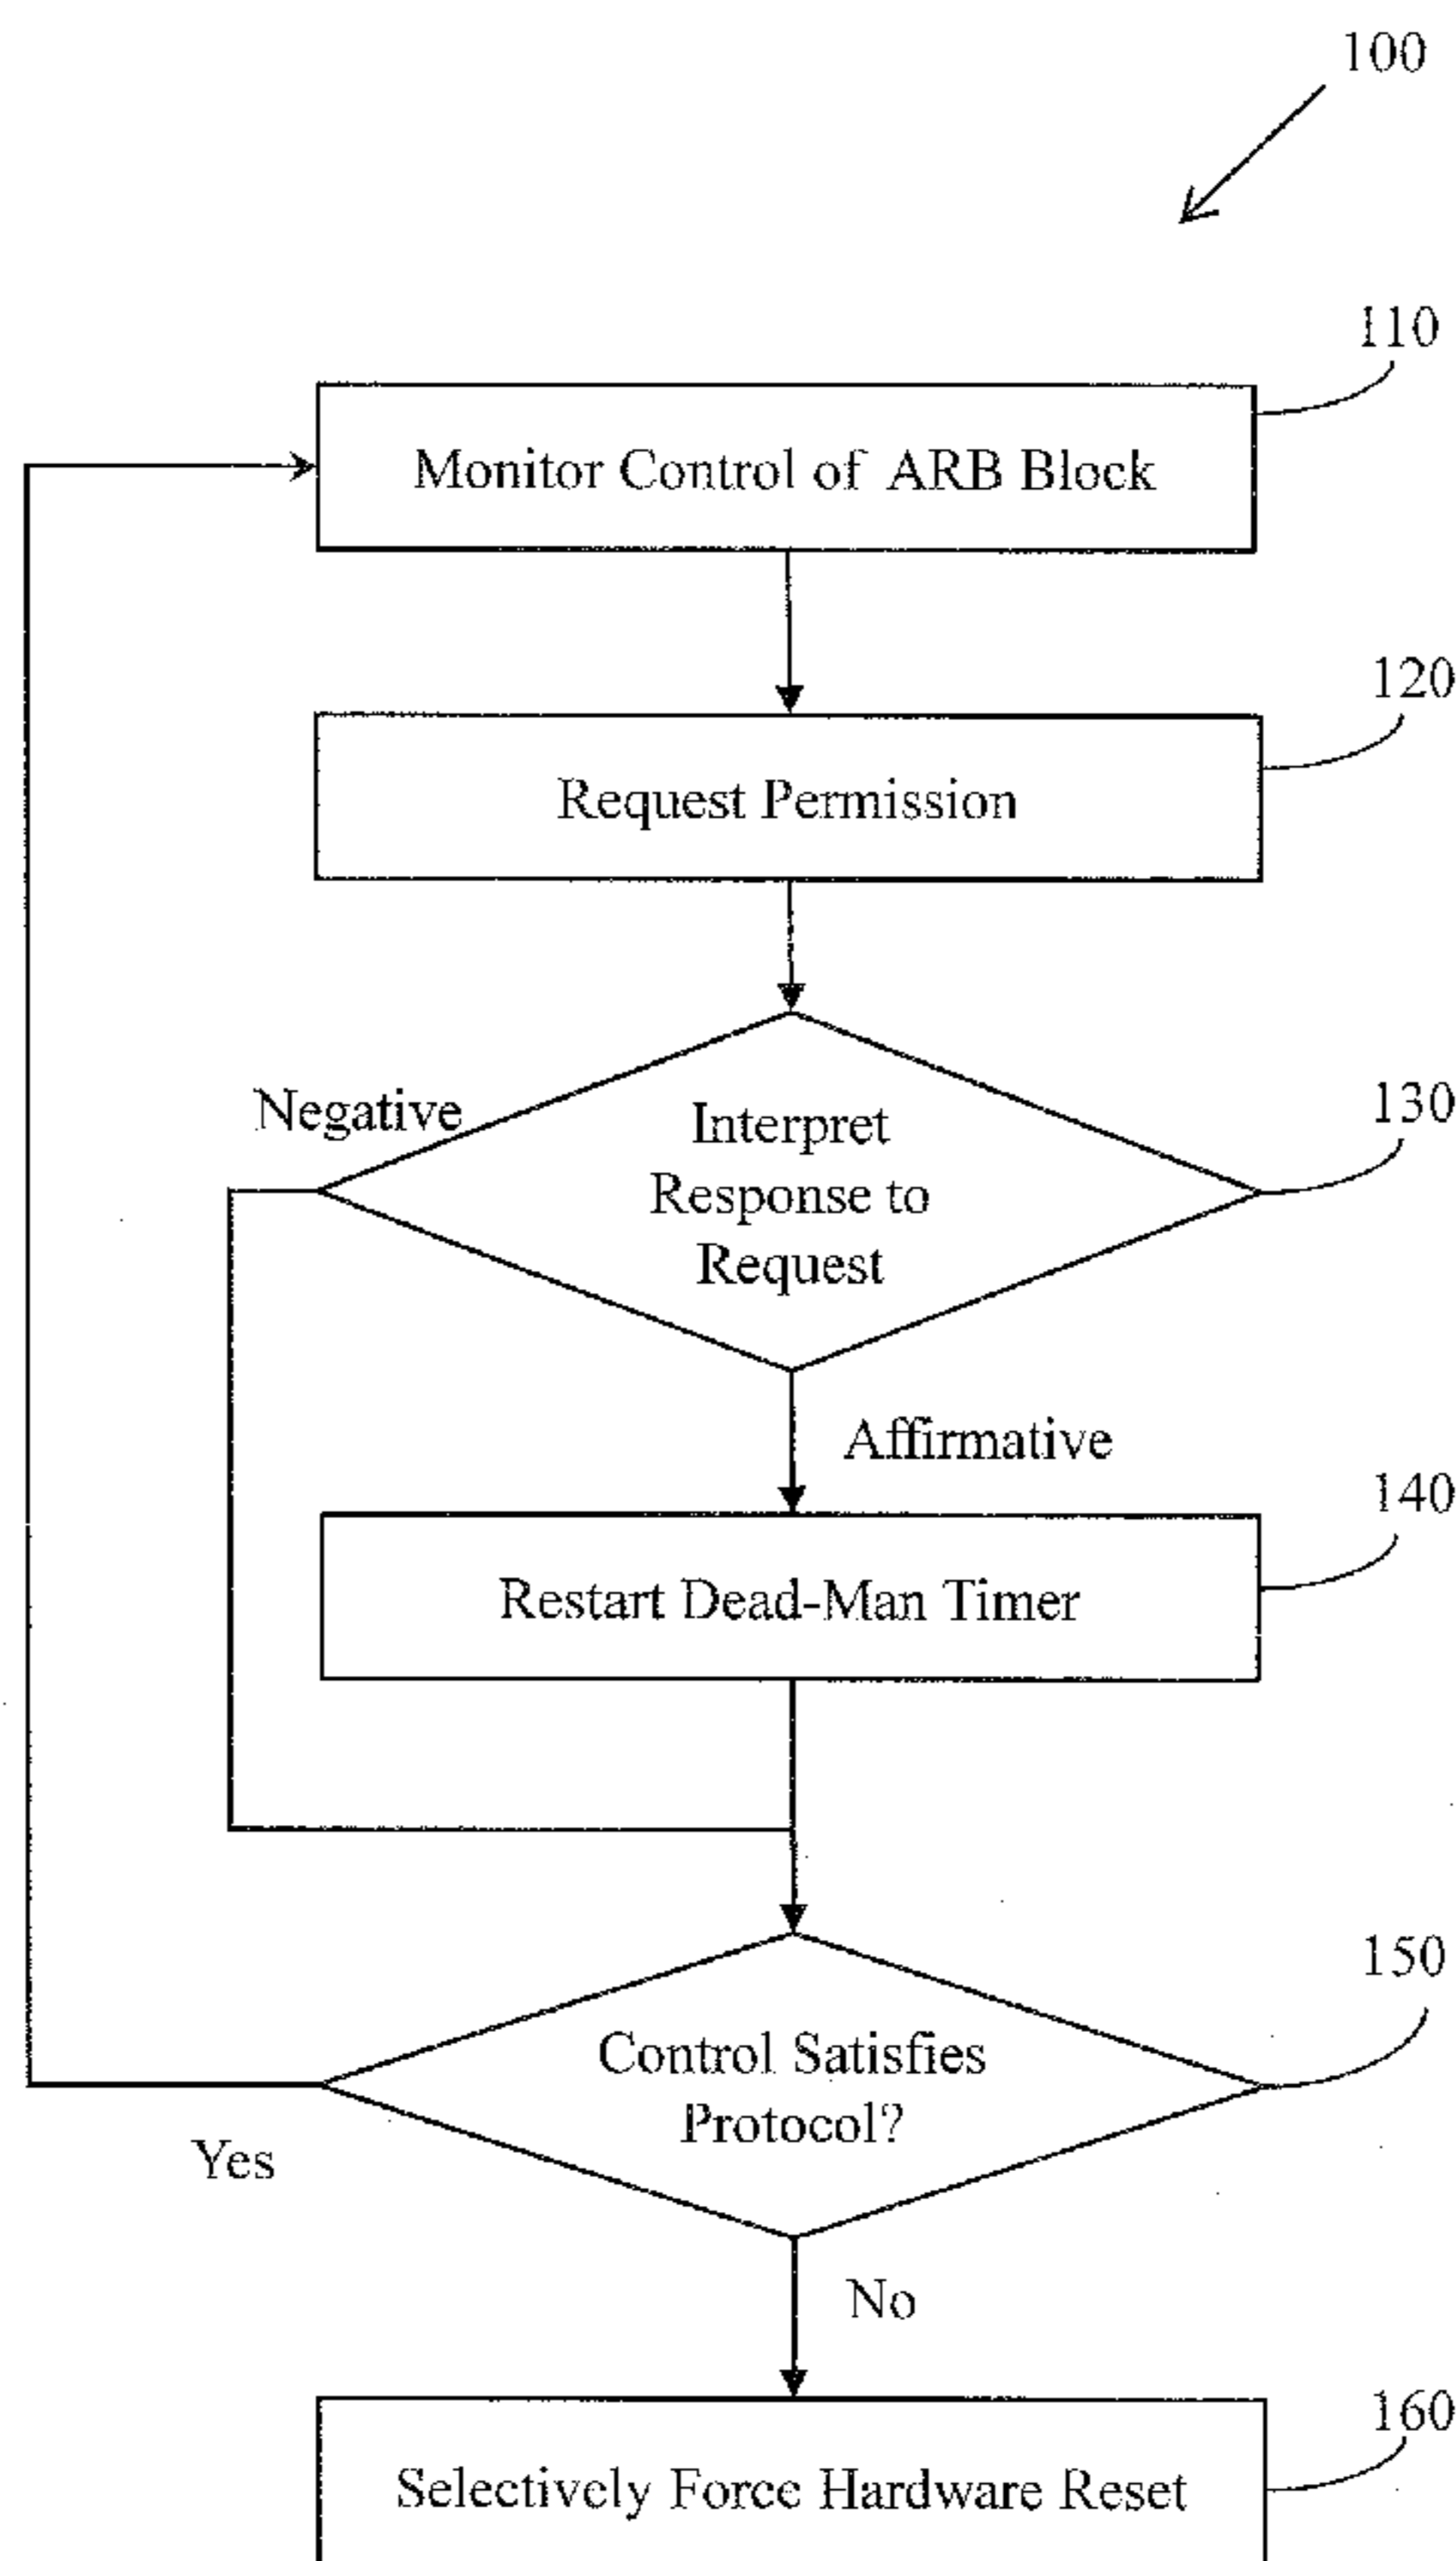 100
110
Monitor Control of ARB Block
120
Request Permission
130
Negative
Interpret
Response to
Request
Affirmative
140
Restart Dead-Man Timer
150
Control Satisfies
Protocol?
Yes
No
160
Selectively Force Hardware Reset